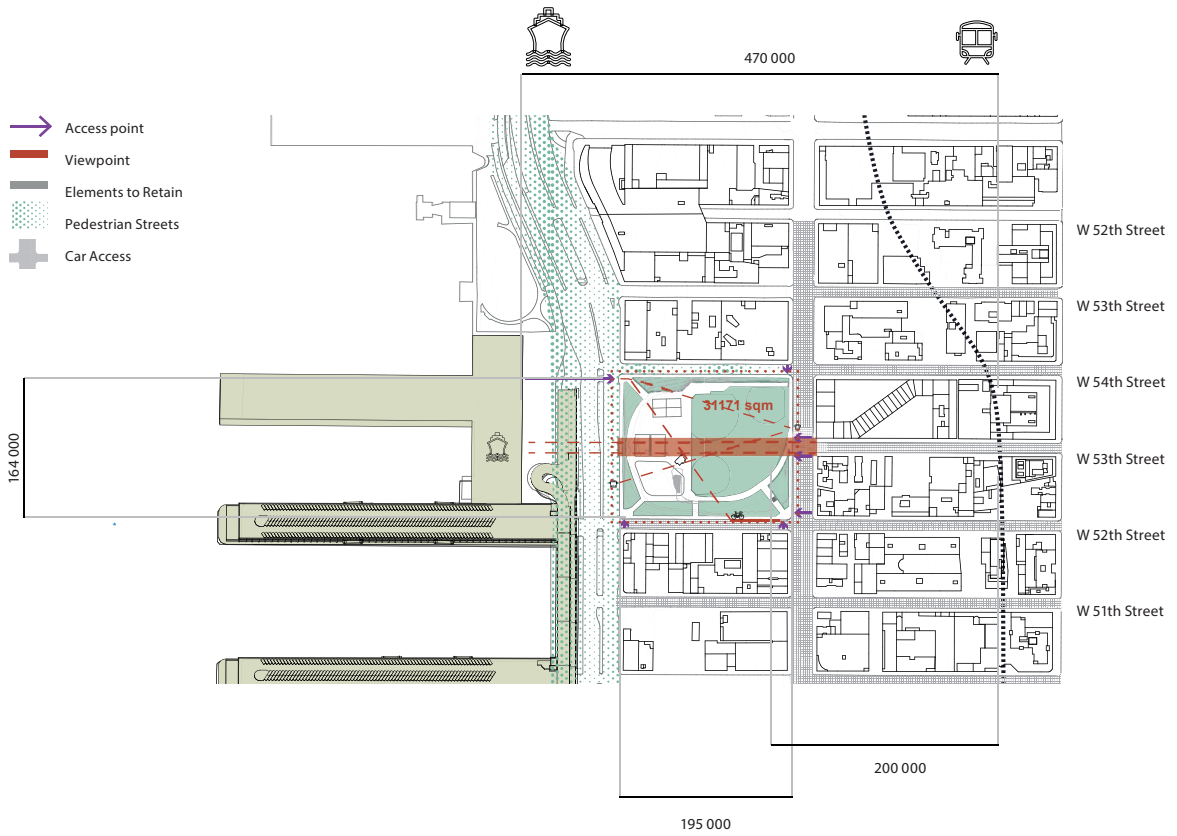 470 000
Access point
Viewpoint
Elements to Retain
Pedestrian Streets
Car Access
W 52th Street
W 53th Street
W 54th Street
31171 sqm
164 000
W 53th Street
W 52th Street
W 51th Street
200 000
195 000